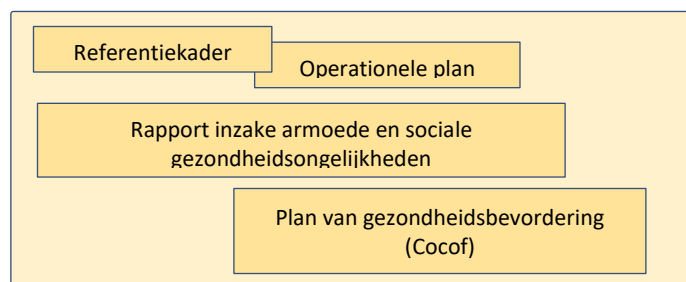 Referentiekader
Operationele plan
Rapport inzake armoede en sociale
gezondheidsongelijkheden
Plan van gezondheidsbevordering
(Cocof)